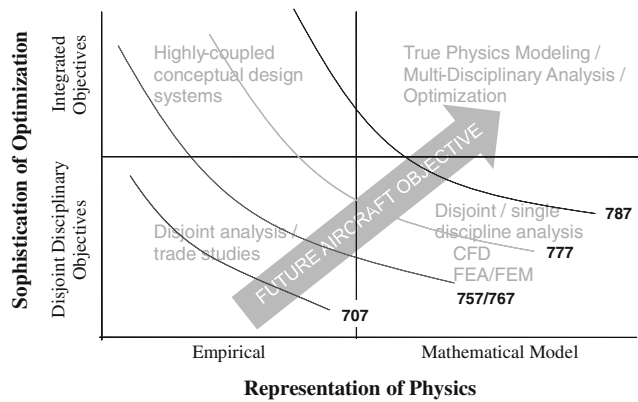 Sophistication of Optimization
Integrated
Objectives
Disjoint Disciplinary
Objectives
Highly-coupled
conceptual design
systems
True Physics Modeling /
Multi-Disciplinary Analysis /
Optimization
FUTURE AIRCRAFT OBJECTIVE
Disjoint analysis /
trade studies
Disjoint / single
discipline analysis
CFD
FEA/FEM
787
777
757/767
707
Empirical
Mathematical Model
Representation of Physics